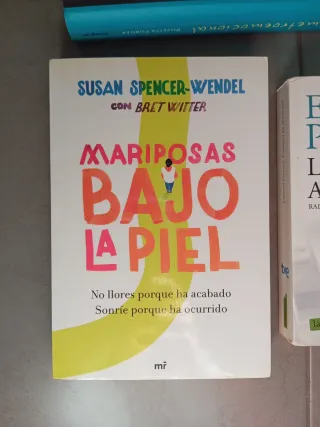 SUSAN SPENCER-WENDEL
CON BRET WITTER
MARIPOSAS
BAJO
LA PIEL
No llores porque ha acabado
Sonríe porque ha ocurrido
mr
E
P
L
A
RAD